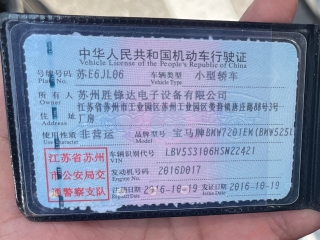 中华人民共和国机动车行驶证
Vehicle License of the People's Republic of China
号牌号码 苏E6JL06 车辆类型 小型轿车
Plate No. Vehicle Type
所有人 苏州胜锋达电子设备有限公司
Owner
住址 江苏省苏州市工业园区苏州工业园区娄葑镇唐庄路88号3号
Address 厂房
使用性质 非营运 品牌型号 宝马牌BMW7201EM(BMW525L
Use Character Model
江苏省苏州 车辆识别代号 LBV5S3106HSN22421
VIN
市公安局交 发动机号码 2016D017
Engine No.
通警察支队 注册日期 2016-10-19 发证日期 2016-10-19
Register Date Issue Date